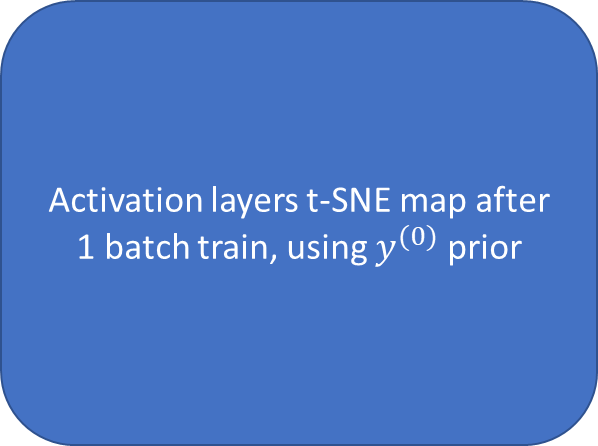 Activation layers t-SNE map after
1 batch train, using 𝑦⁽⁰⁾ prior